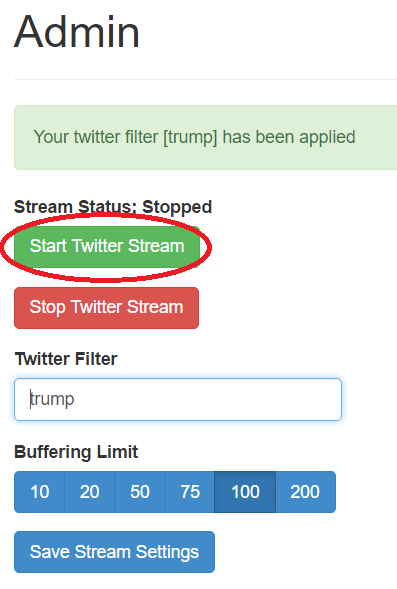 Admin
Your twitter filter [trump] has been applied
Stream Status: Stopped
Start Twitter Stream
Stop Twitter Stream
Twitter Filter
trump
Buffering Limit
10 20 50 75 100 200
Save Stream Settings